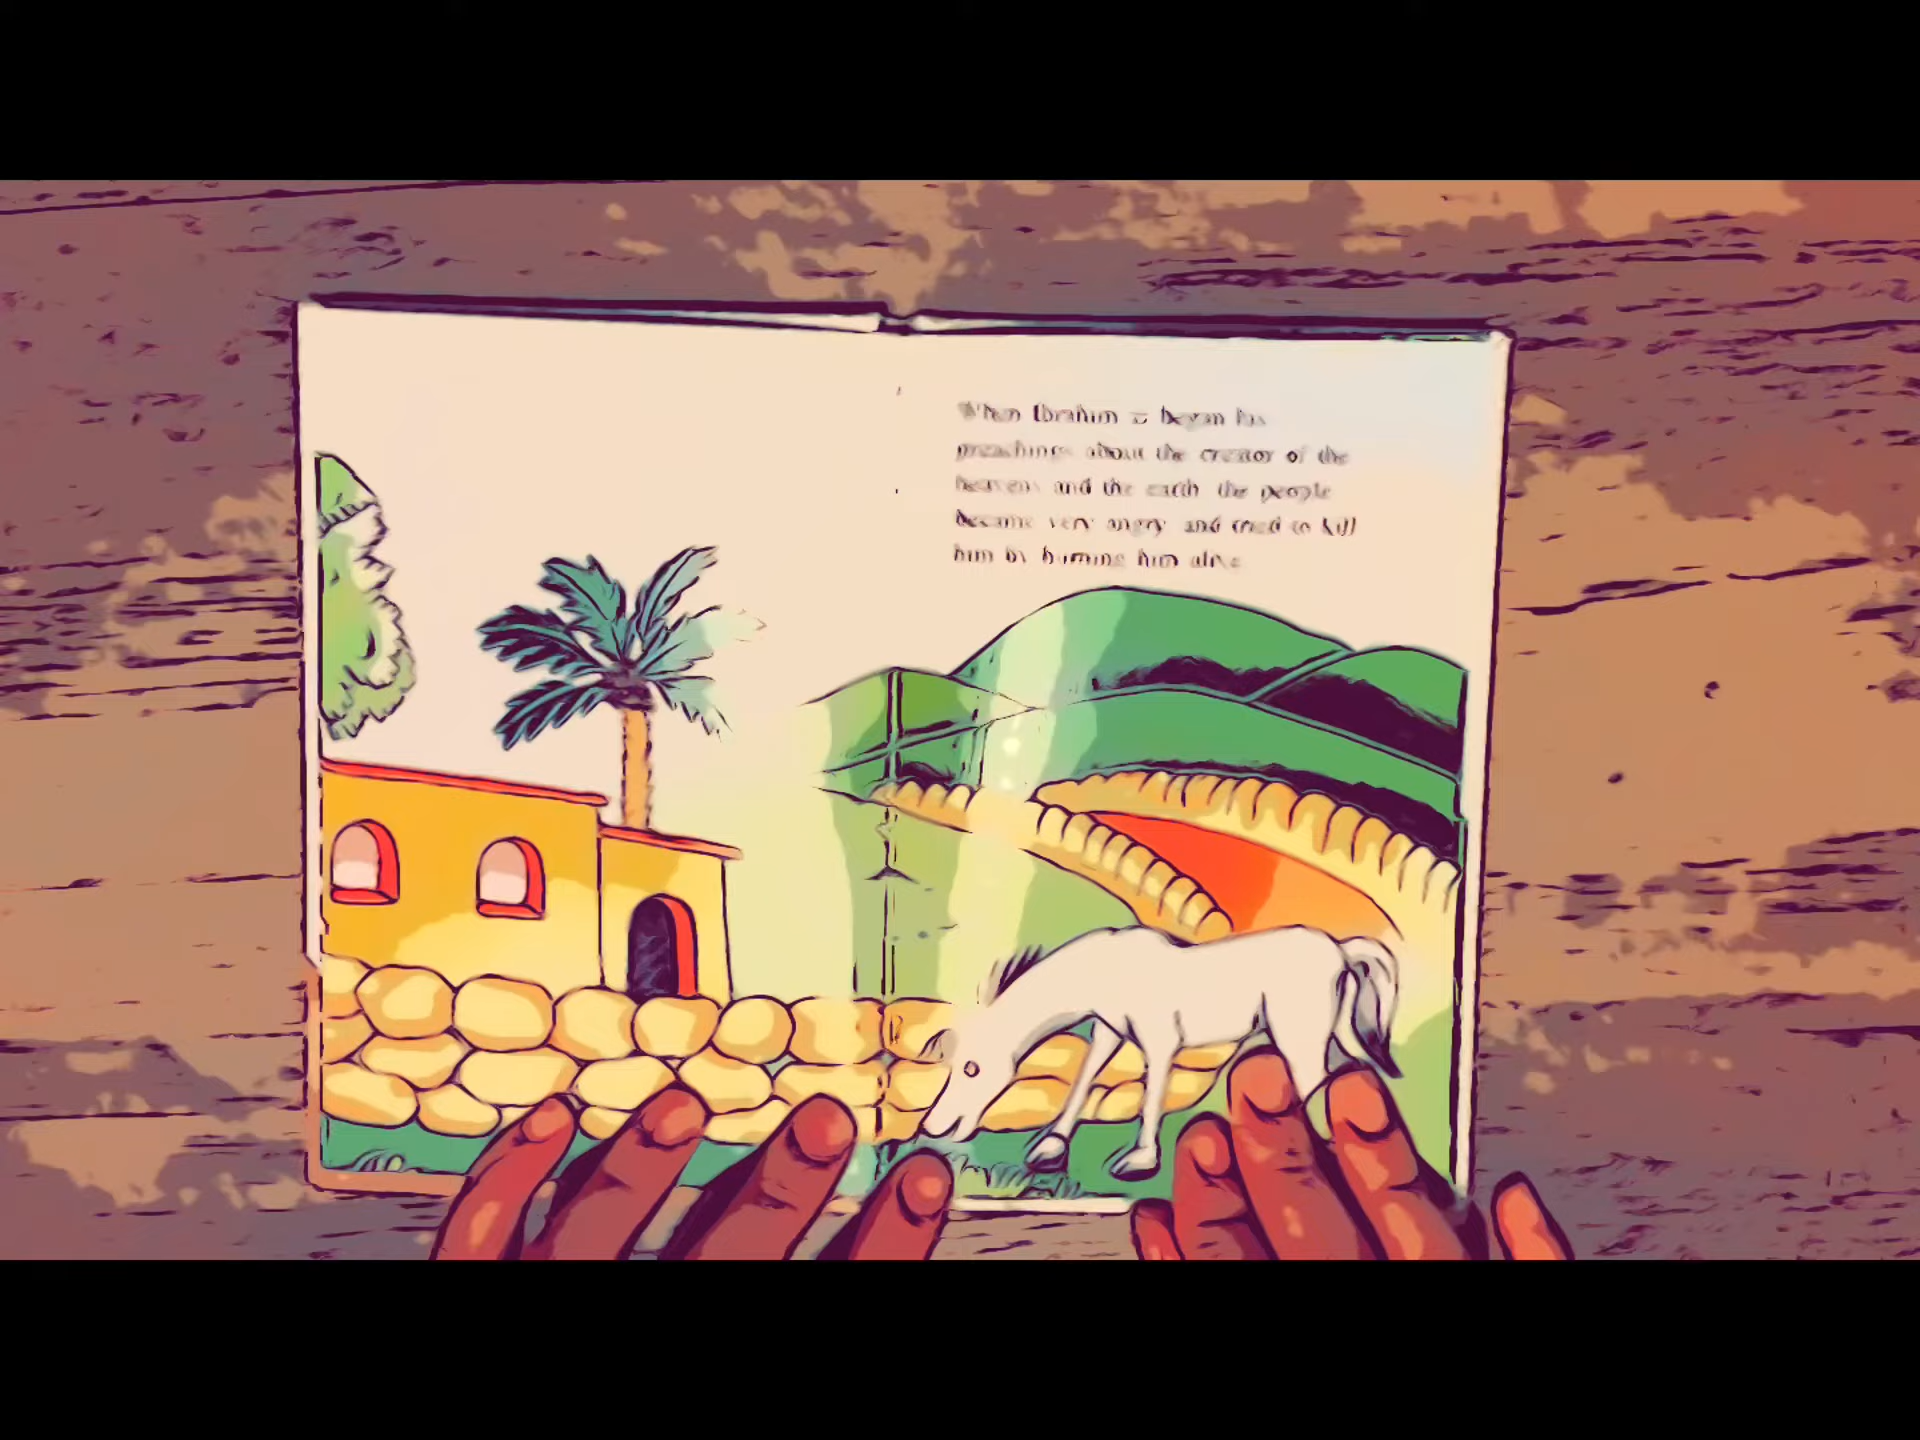 When Ibrahim began his
preachings about the creator of the
heavens and the earth the people
became very angry and tried to kill
him by burning him alive